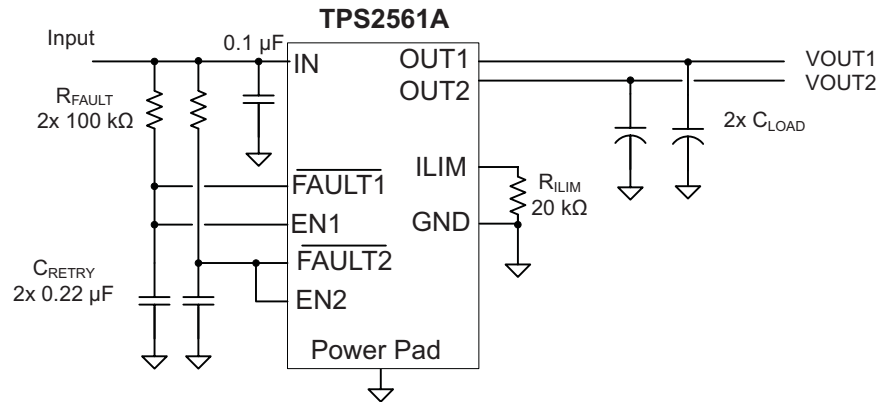 TPS2561A
Input
0.1 µF
IN
OUT1
VOUT1
OUT2
VOUT2
RFAULT
2x 100 kΩ
2x CLOAD
ILIM
RILIM
20 kΩ
FAULT1
EN1
GND
FAULT2
CRETRY
2x 0.22 µF
EN2
Power Pad